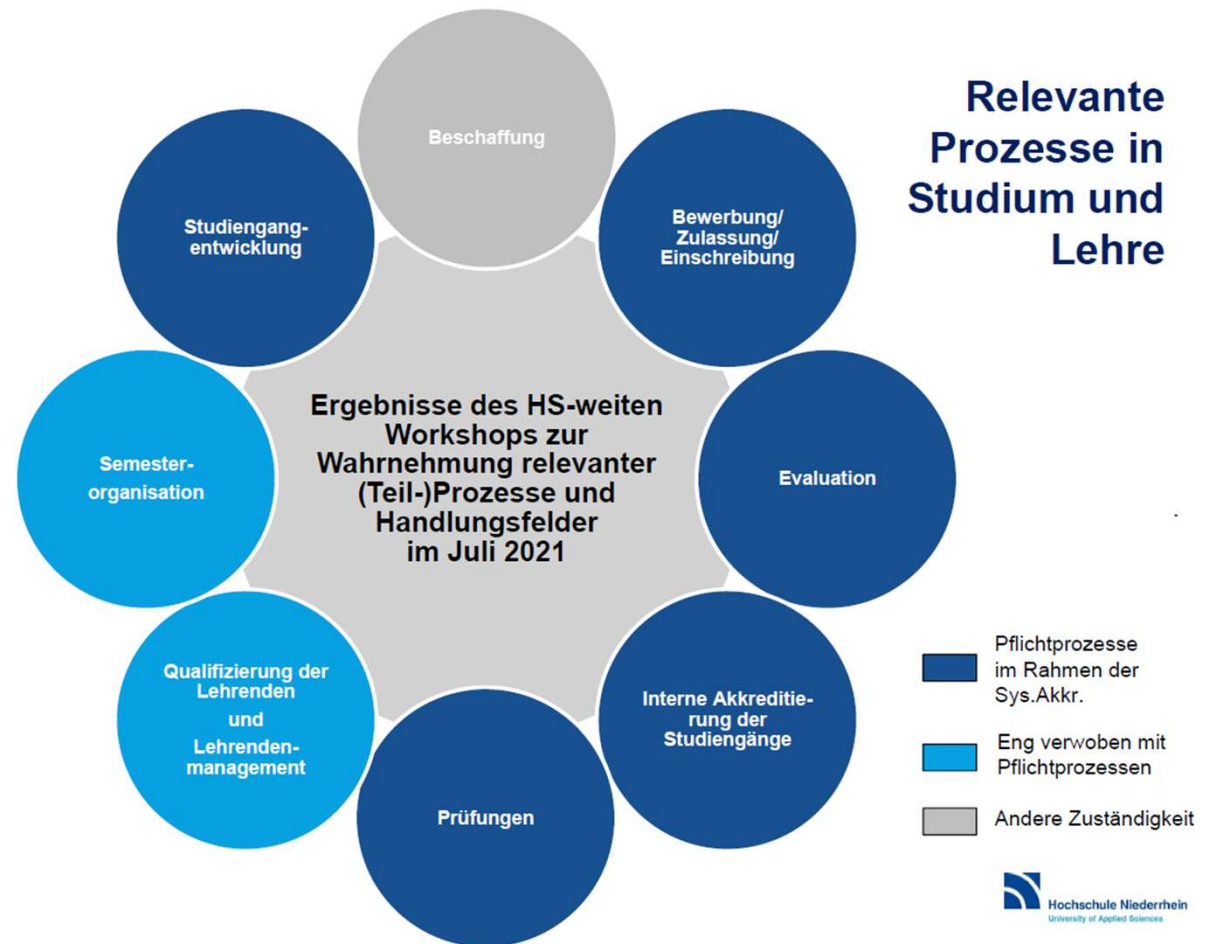 Relevante
Prozesse in
Studium und
Lehre
Beschaffung
Bewerbung/
Zulassung/
Einschreibung
Evaluation
Interne Akkreditie-
rung der
Studiengänge
Prüfungen
Qualifizierung der
Lehrenden
und
Lehrenden-
management
Semester-
organisation
Studiengang-
entwicklung
Ergebnisse des HS-weiten
Workshops zur
Wahrnehmung relevanter
(Teil-)Prozesse und
Handlungsfelder
im Juli 2021
Pflichtprozesse
im Rahmen der
Sys.Akkr.
Eng verwoben mit
Pflichtprozessen
Andere Zuständigkeit
Hochschule Niederrhein
University of Applied Sciences